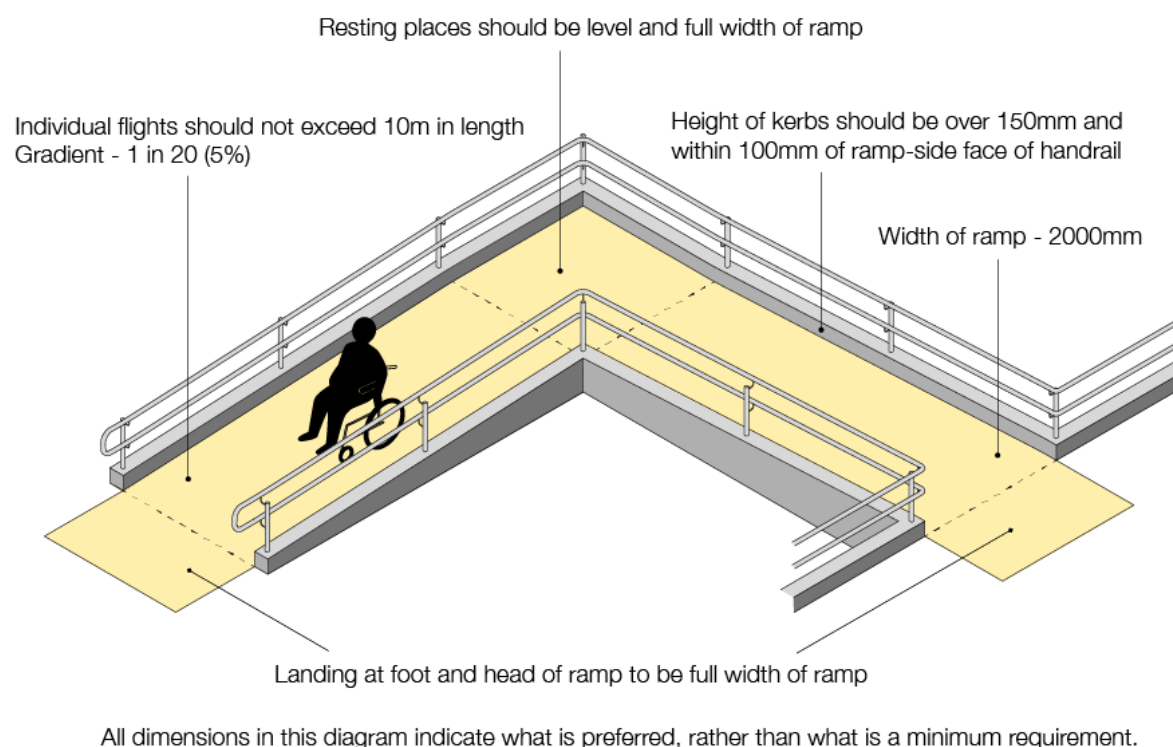 Resting places should be level and full width of ramp
Individual flights should not exceed 10m in length
Gradient - 1 in 20 (5%)
Height of kerbs should be over 150mm and
within 100mm of ramp-side face of handrail
Width of ramp - 2000mm
Landing at foot and head of ramp to be full width of ramp
All dimensions in this diagram indicate what is preferred, rather than what is a minimum requirement.